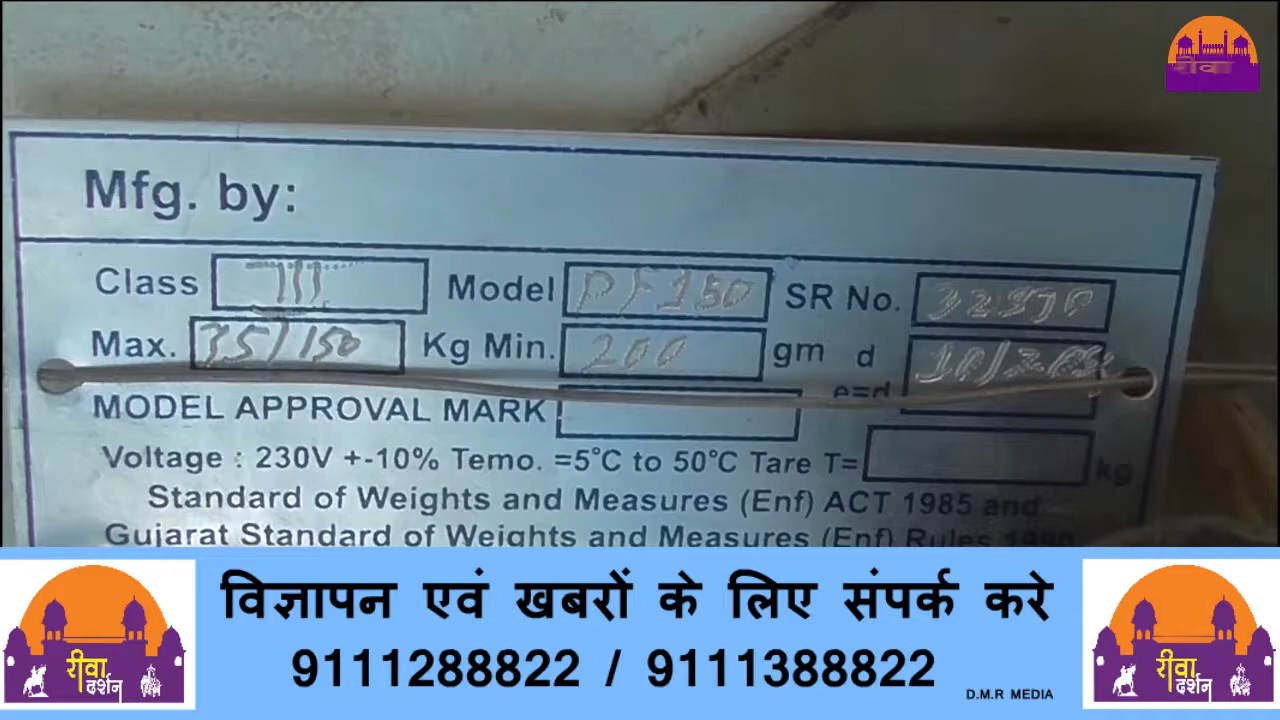 रीवा
Mfg. by:
Class III Model PF150 SR No.
Max. 35/150 Kg Min. 200 gm d
e=d
MODEL APPROVAL MARK
Voltage : 230V +-10% Temo. =5°C to 50°C Tare T= kg
Standard of Weights and Measures (Enf) ACT 1985 and
Gujarat Standard of Weights and Measures (Enf) Rules 1990
विज्ञापन एवं खबरों के लिए संपर्क करे
9111288822 / 9111388822
D.M.R MEDIA
रीवा
दर्शन
रीवा
दर्शन